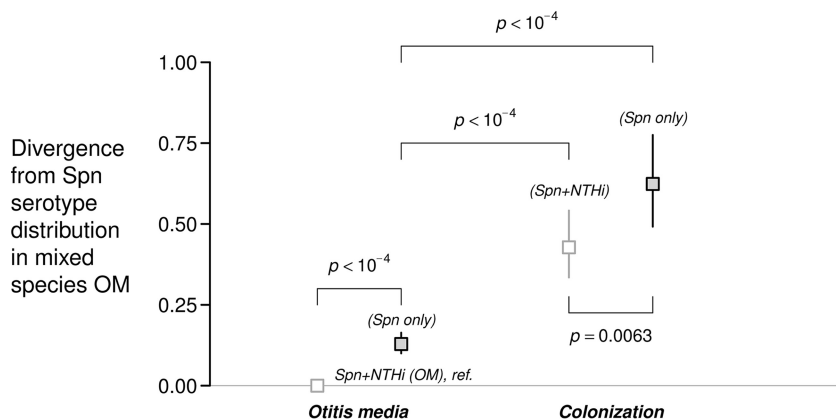 p < 10⁻⁴
1.00
p < 10⁻⁴
(Spn only)
0.75
Divergence
from Spn
serotype
distribution
in mixed
species OM
(Spn+NTHi)
0.50
p < 10⁻⁴
0.25
(Spn only)
p = 0.0063
Spn+NTHi (OM), ref.
0.00
Otitis media
Colonization